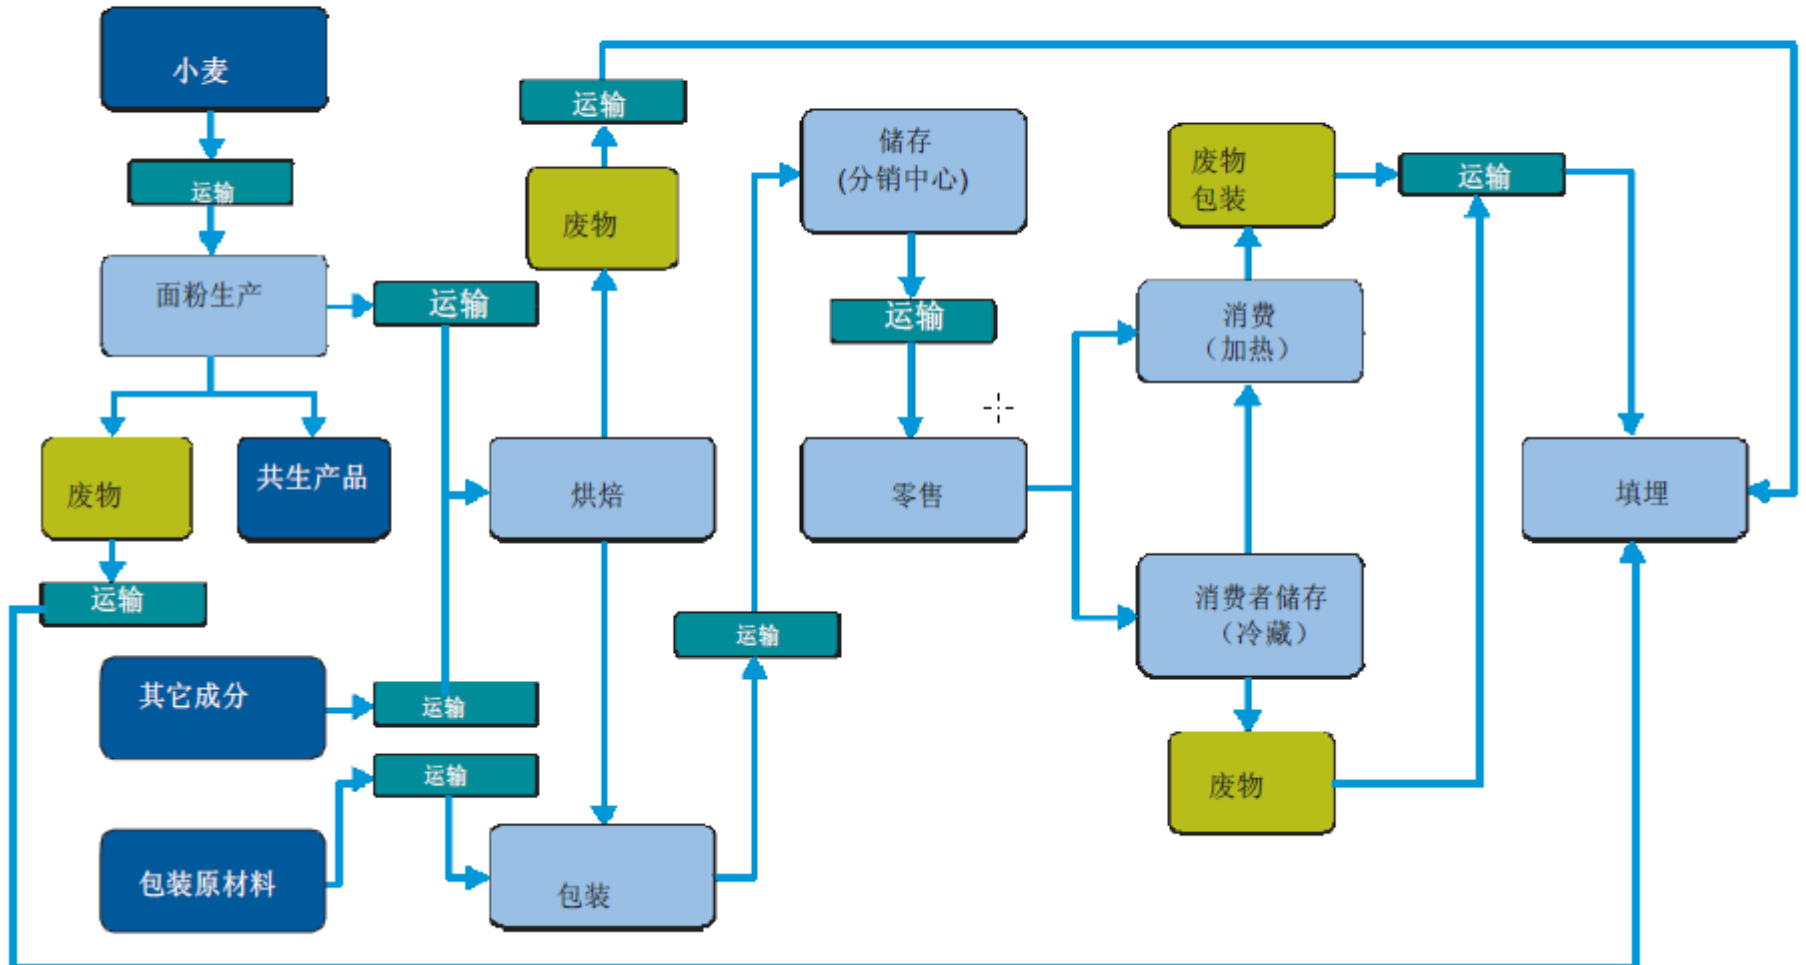 小麦
运输
面粉生产
运输
废物
共生产品
运输
其它成分
运输
包装原材料
运输
运输
废物
烘焙
包装
运输
储存
(分销中心)
运输
零售
废物
包装
运输
消费
（加热）
消费者储存
（冷藏）
废物
填埋